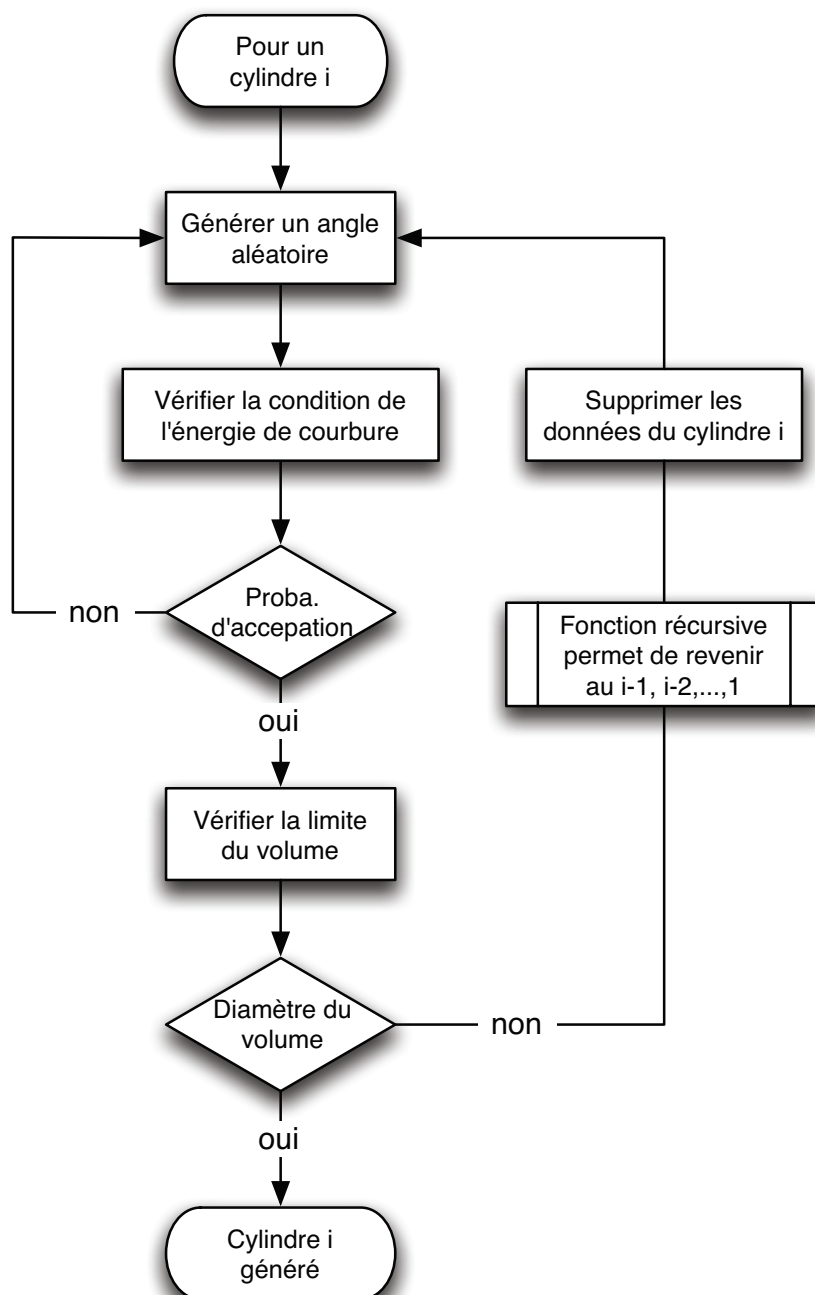 Pour un
cylindre i
Générer un angle
aléatoire
Vérifier la condition de
l'énergie de courbure
Supprimer les
données du cylindre i
non
Proba.
d'accepation
Fonction récursive
permet de revenir
au i-1, i-2,...,1
oui
Vérifier la limite
du volume
Diamètre du
volume
non
oui
Cylindre i
généré